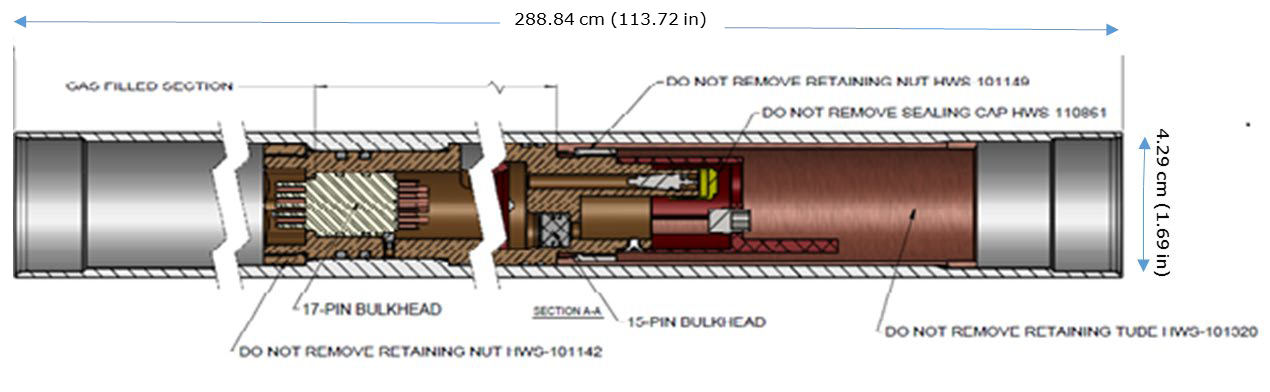 288.84 cm (113.72 in)
GAS FILLED SECTION
DO NOT REMOVE RETAINING NUT HWS-101149
DO NOT REMOVE SEALING CAP HWS-110861
4.29 cm (1.69 in)
17-PIN BULKHEAD
SECTION A-A
15-PIN BULKHEAD
DO NOT REMOVE RETAINING TUBE HWS-101320
DO NOT REMOVE RETAINING NUT HWS-101142